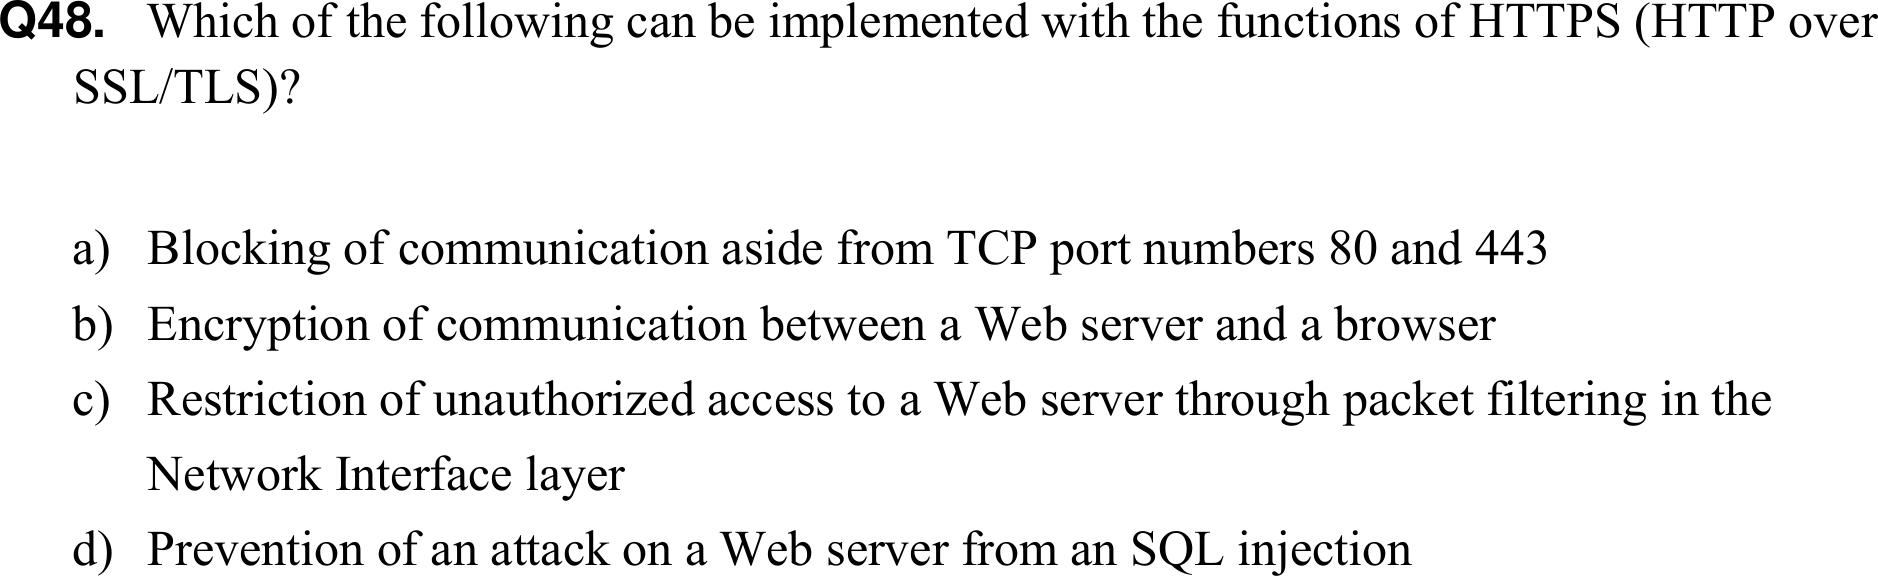 Q48. Which of the following can be implemented with the functions of HTTPS (HTTP over
SSL/TLS)?
a) Blocking of communication aside from TCP port numbers 80 and 443
b) Encryption of communication between a Web server and a browser
c) Restriction of unauthorized access to a Web server through packet filtering in the
Network Interface layer
d) Prevention of an attack on a Web server from an SQL injection